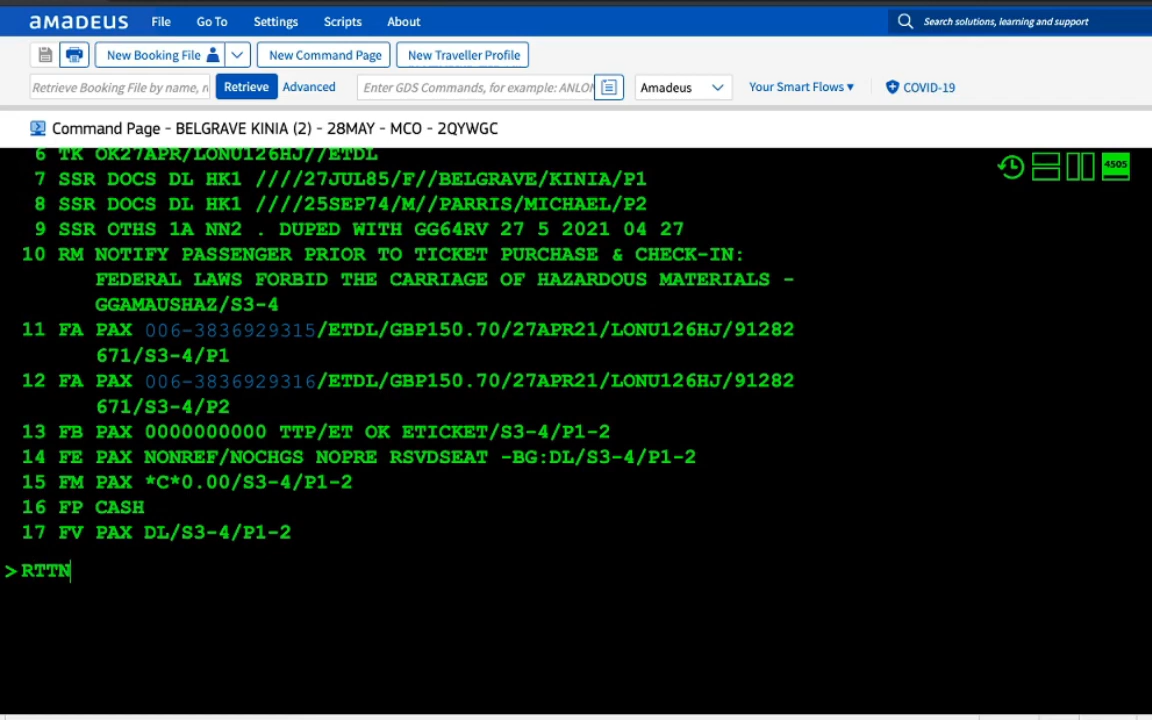 amadeus File Go To Settings Scripts About Search solutions, learning and support
New Booking File New Command Page New Traveller Profile
Retrieve Booking File by name, r Retrieve Advanced Enter GDS Commands, for example: ANLON Amadeus Your Smart Flows COVID-19
Command Page - BELGRAVE KINIA (2) - 28MAY - MCO - 2QYWGC
4505
6 TK OK27APR/LONU126HJ//ETDL
7 SSR DOCS DL HK1 ////27JUL85/F//BELGRAVE/KINIA/P1
8 SSR DOCS DL HK1 ////25SEP74/M//PARRIS/MICHAEL/P2
9 SSR OTHS 1A NN2 . DUPED WITH GG64RV 27 5 2021 04 27
10 RM NOTIFY PASSENGER PRIOR TO TICKET PURCHASE & CHECK-IN:
FEDERAL LAWS FORBID THE CARRIAGE OF HAZARDOUS MATERIALS -
GGAMAUSHAZ/S3-4
11 FA PAX 006-3836929315/ETDL/GBP150.70/27APR21/LONU126HJ/91282
671/S3-4/P1
12 FA PAX 006-3836929316/ETDL/GBP150.70/27APR21/LONU126HJ/91282
671/S3-4/P2
13 FB PAX 0000000000 TTP/ET OK ETICKET/S3-4/P1-2
14 FE PAX NONREF/NOCHGS NOPRE RSVDSEAT -BG:DL/S3-4/P1-2
15 FM PAX *C*0.00/S3-4/P1-2
16 FP CASH
17 FV PAX DL/S3-4/P1-2
>RTTN